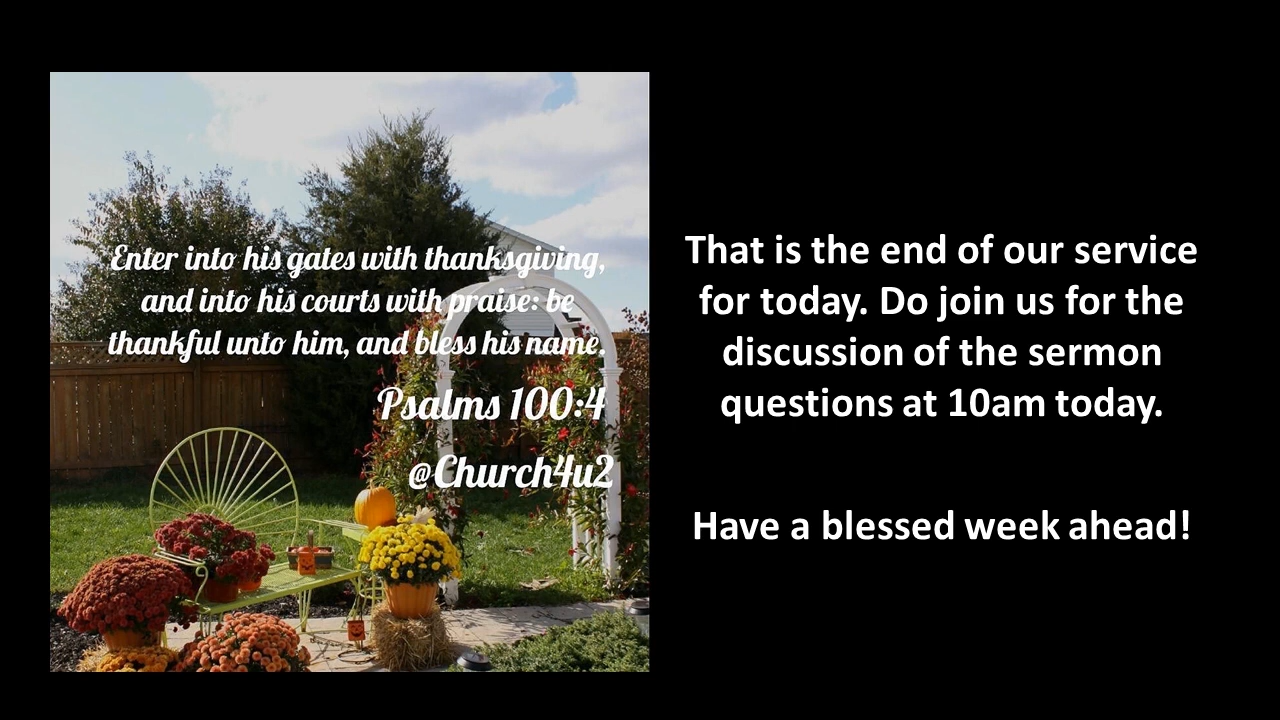 Enter into his gates with thanksgiving,
and into his courts with praise: be
thankful unto him, and bless his name.
Psalms 100:4
@Church4u2
That is the end of our service
for today. Do join us for the
discussion of the sermon
questions at 10am today.
Have a blessed week ahead!